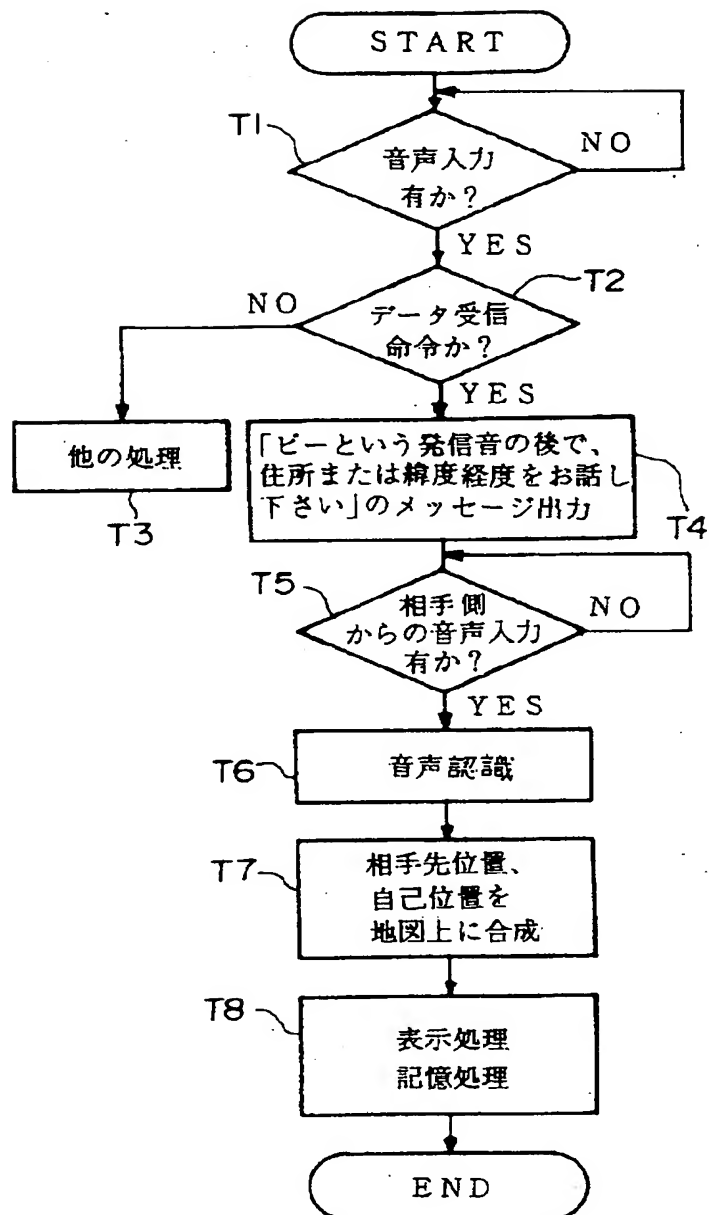 START
T1
音声入力
有か?
NO
YES
T2
NO
データ受信
命令か?
YES
他の処理
T3
「ピーという発信音の後で、
住所または緯度経度をお話し
下さい」のメッセージ出力
T4
T5
相手側
からの音声入力
有か?
NO
YES
T6
音声認識
T7
相手先位置、
自己位置を
地図上に合成
T8
表示処理
記憶処理
END